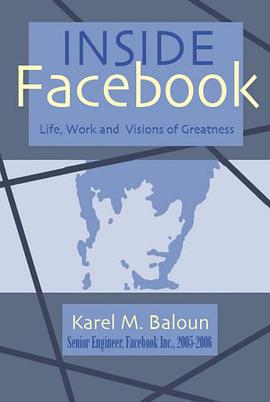 INSIDE
Facebook
Life, Work and Visions of Greatness
Karel M. Baloun
Senior Engineer, Facebook Inc., 2005-2006